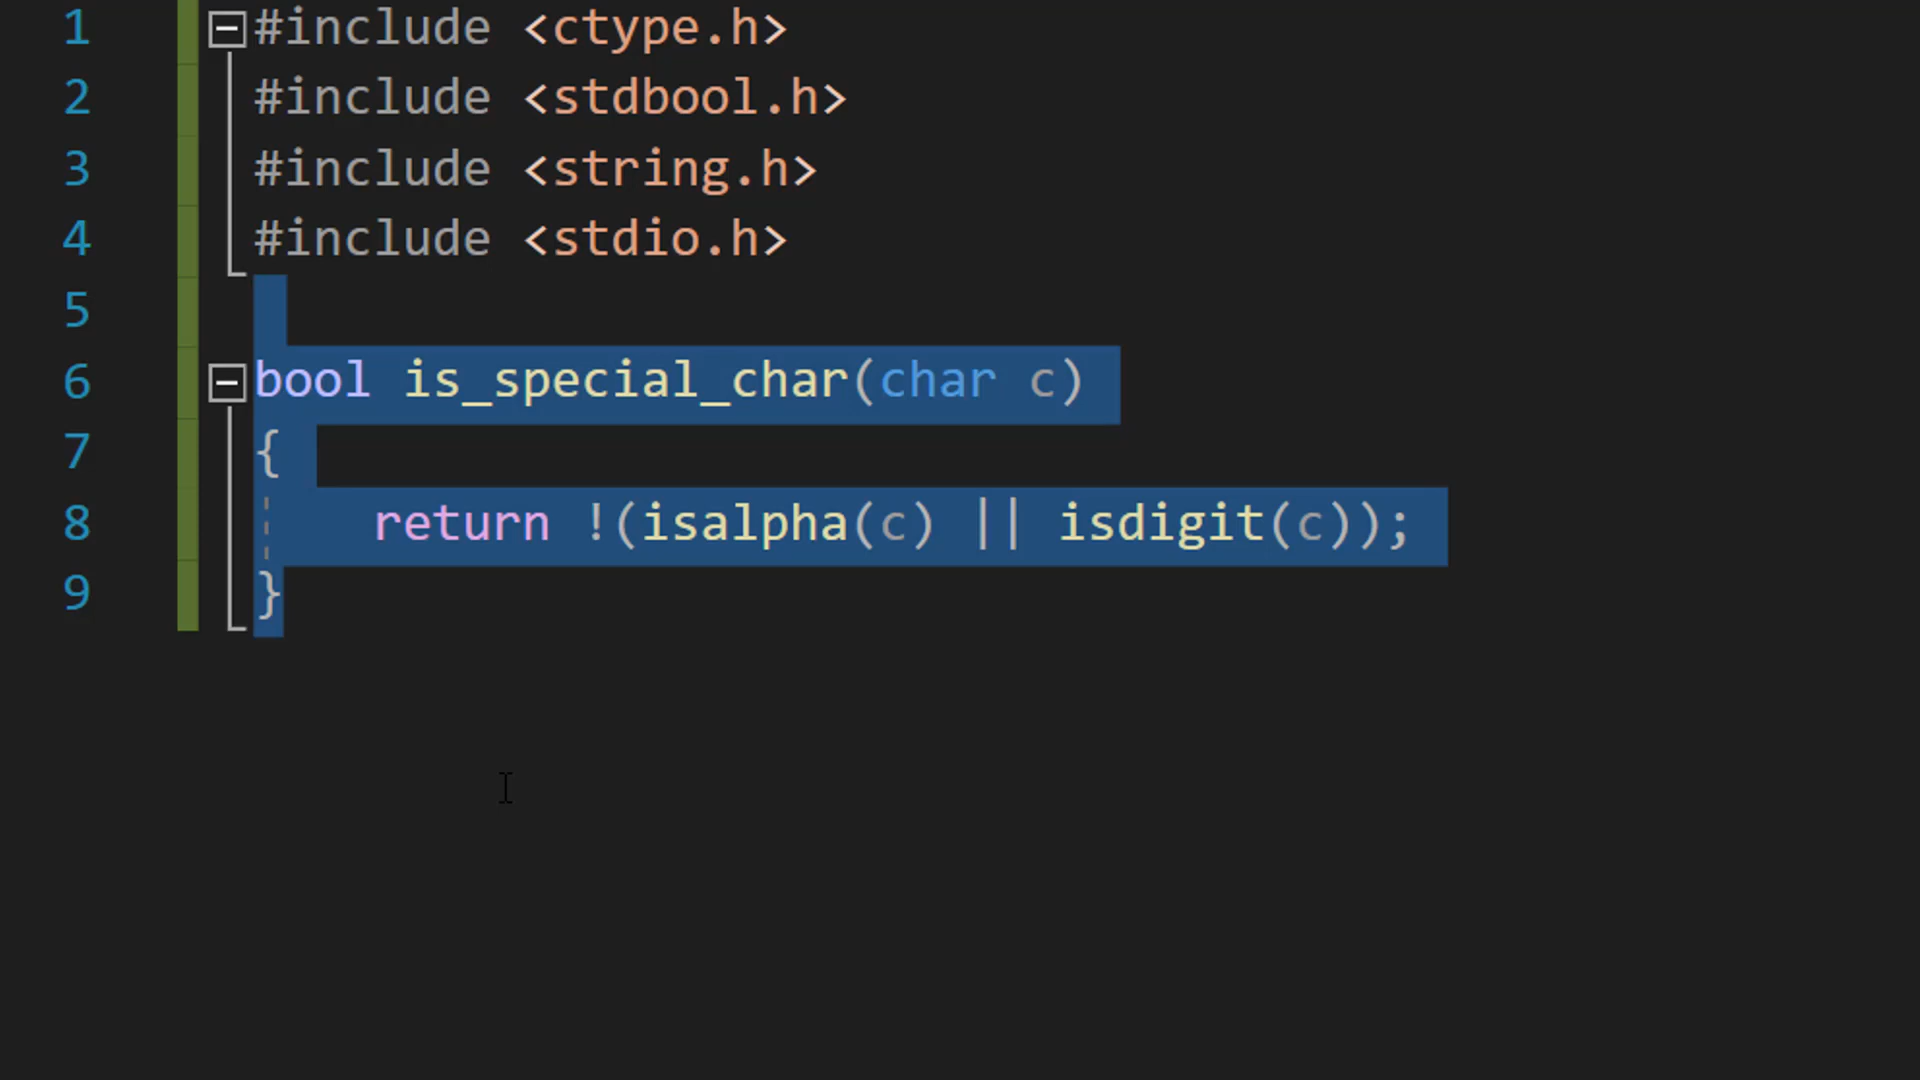 1 #include <ctype.h>
2 #include <stdbool.h>
3 #include <string.h>
4 #include <stdio.h>
5
6 bool is_special_char(char c)
7 {
8     return !(isalpha(c) || isdigit(c));
9 }